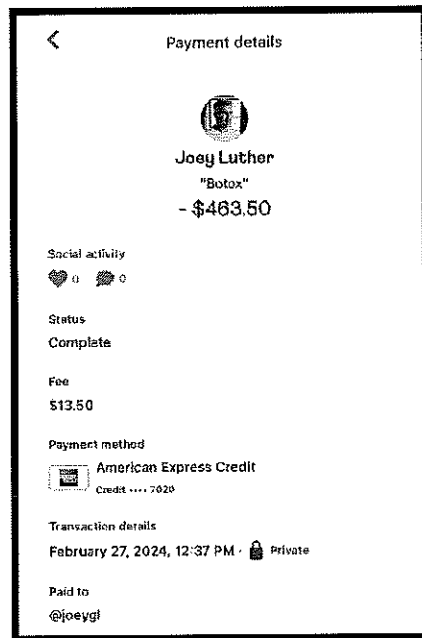 Payment details
Joey Luther
"Botox"
- $463.50
Social activity
0 0
Status
Complete
Fee
$13.50
Payment method
American Express Credit
Credit •••• 7020
Transaction details
February 27, 2024, 12:37 PM · Private
Paid to
@joeygl